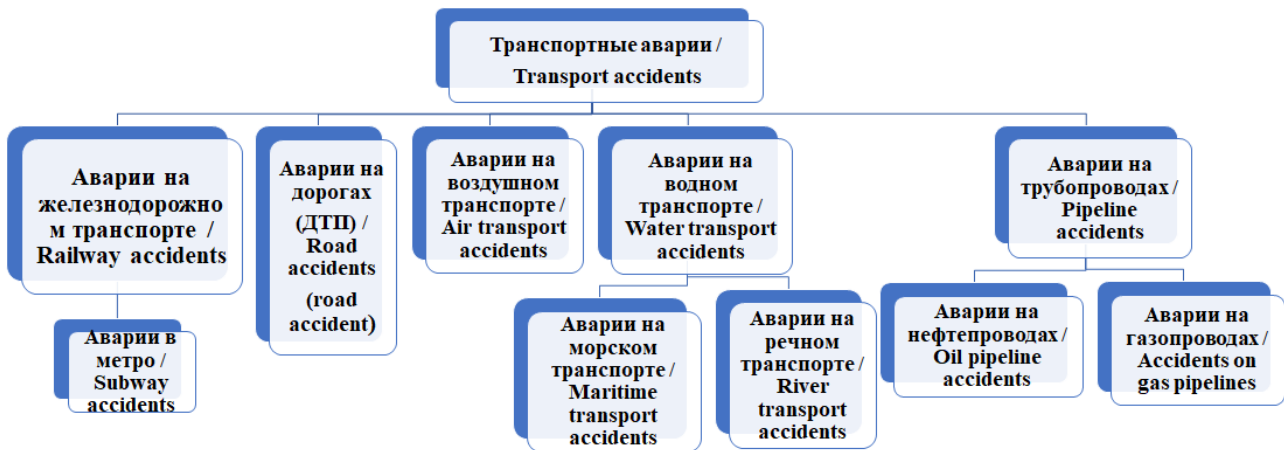 Транспортные аварии /
Transport accidents
Аварии на
железнодорожно
м транспорте /
Railway accidents
Аварии на
дорогах
(ДТП) /
Road
accidents
(road
accident)
Аварии на
воздушном
транспорте /
Air transport
accidents
Аварии на
водном
транспорте /
Water transport
accidents
Аварии на
трубопроводах /
Pipeline
accidents
Аварии в
метро /
Subway
accidents
Аварии на
морском
транспорте /
Maritime
transport
accidents
Аварии на
речном
транспорте /
River
transport
accidents
Аварии на
нефтепроводах /
Oil pipeline
accidents
Аварии на
газопроводах /
Accidents on
gas pipelines